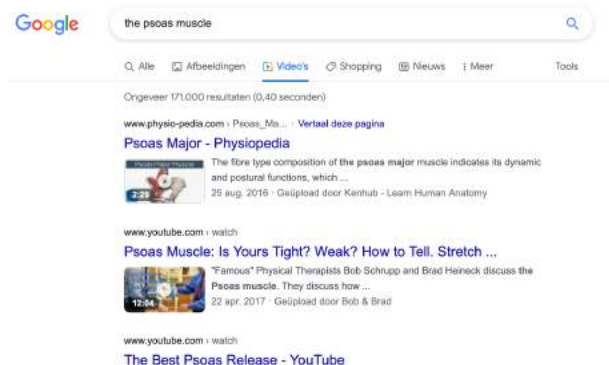 Google
the psoas muscle
Alle Afbeeldingen Video's Shopping Nieuws Meer Tools
Ongeveer 171.000 resultaten (0,40 seconden)
www.physio-pedia.com › Psoas_Ma... · Vertaal deze pagina
Psoas Major - Physiopedia
Psoas Major Muscle
The fibre type composition of the psoas major muscle indicates its dynamic
and postural functions, which ...
2:29
25 aug. 2016 · Geüpload door Kenhub - Learn Human Anatomy
www.youtube.com › watch
Psoas Muscle: Is Yours Tight? Weak? How to Tell. Stretch ...
"Famous" Physical Therapists Bob Schrupp and Brad Heineck discuss the
Psoas muscle. They discuss how ...
12:04
22 apr. 2017 · Geüpload door Bob & Brad
www.youtube.com › watch
The Best Psoas Release - YouTube